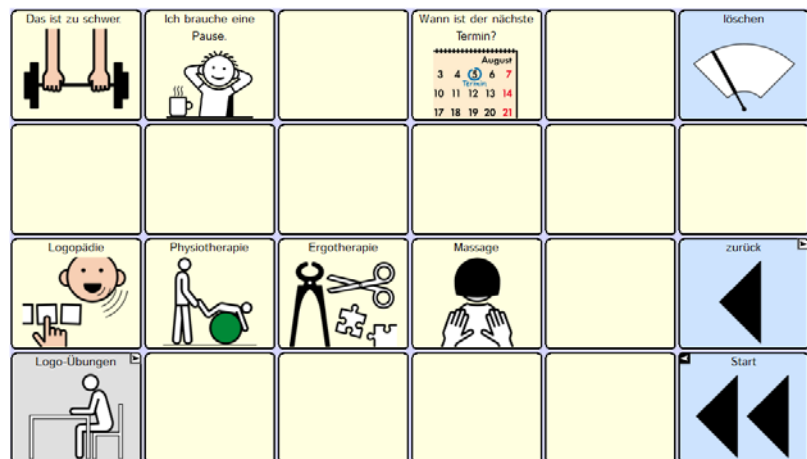 Das ist zu schwer.
Ich brauche eine
Pause.
Wann ist der nächste
Termin?
August
3 4 5 6 7
Termin
10 11 12 13 14
17 18 19 20 21
löschen
Logopädie
Physiotherapie
Ergotherapie
Massage
zurück
Logo-Übungen
Start